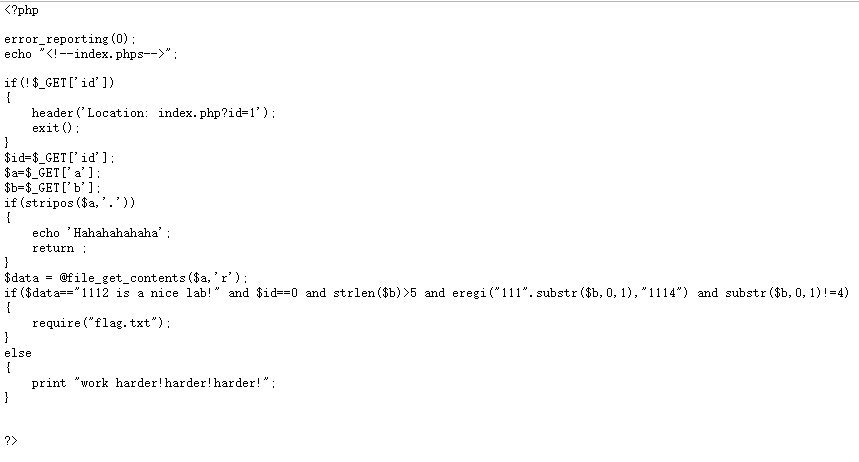 <?php
error_reporting(0);
echo "<!--index.phps-->";
if(!$_GET['id'])
{
header('Location: index.php?id=1');
exit();
}
$id=$_GET['id'];
$a=$_GET['a'];
$b=$_GET['b'];
if(stripos($a,'.'))
{
echo 'Hahahahahaha';
return ;
}
$data = @file_get_contents($a,'r');
if($data=="1112 is a nice lab!" and $id==0 and strlen($b)>5 and eregi("111".substr($b,0,1),"1114") and substr($b,0,1)!=4)
{
require("flag.txt");
}
else
{
print "work harder!harder!harder!";
}
?>